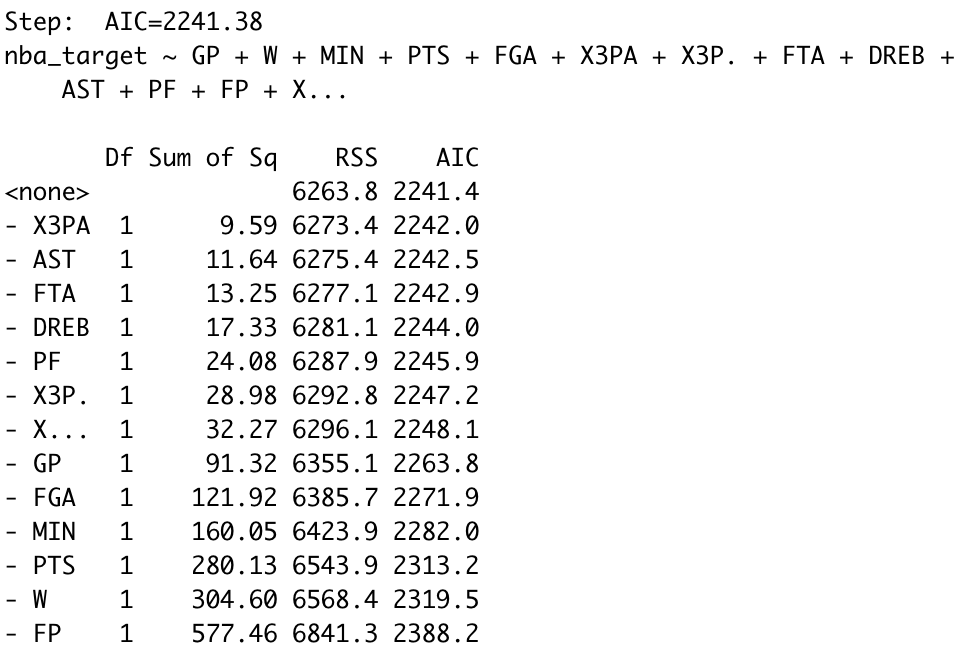 Step:  AIC=2241.38
nba_target ~ GP + W + MIN + PTS + FGA + X3PA + X3P. + FTA + DREB +
    AST + PF + FP + X...

       Df Sum of Sq    RSS    AIC
<none>              6263.8 2241.4
- X3PA  1      9.59 6273.4 2242.0
- AST   1     11.64 6275.4 2242.5
- FTA   1     13.25 6277.1 2242.9
- DREB  1     17.33 6281.1 2244.0
- PF    1     24.08 6287.9 2245.9
- X3P.  1     28.98 6292.8 2247.2
- X...  1     32.27 6296.1 2248.1
- GP    1     91.32 6355.1 2263.8
- FGA   1    121.92 6385.7 2271.9
- MIN   1    160.05 6423.9 2282.0
- PTS   1    280.13 6543.9 2313.2
- W     1    304.60 6568.4 2319.5
- FP    1    577.46 6841.3 2388.2